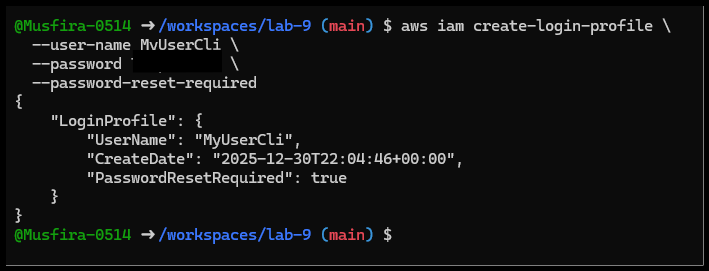 @Musfira-0514 ➜/workspaces/lab-9 (main) $ aws iam create-login-profile \
  --user-name MyUserCli \
  --password \
  --password-reset-required
{
    "LoginProfile": {
        "UserName": "MyUserCli",
        "CreateDate": "2025-12-30T22:04:46+00:00",
        "PasswordResetRequired": true
    }
}
@Musfira-0514 ➜/workspaces/lab-9 (main) $